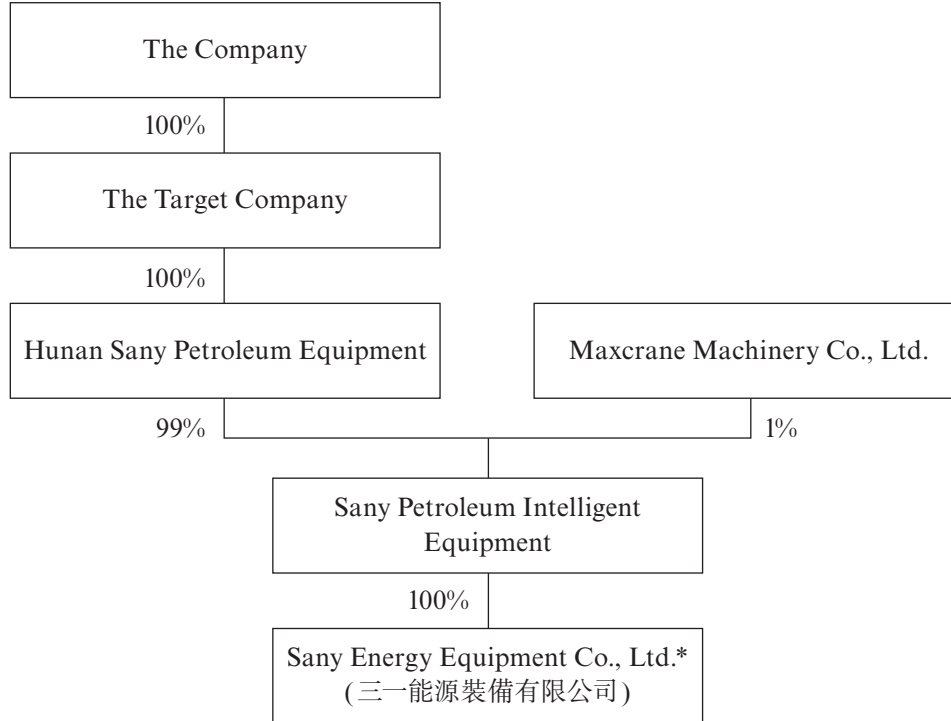 The Company
100%
The Target Company
100%
Hunan Sany Petroleum Equipment
Maxcrane Machinery Co., Ltd.
99%
1%
Sany Petroleum Intelligent
Equipment
100%
Sany Energy Equipment Co., Ltd.*
(三一能源裝備有限公司)